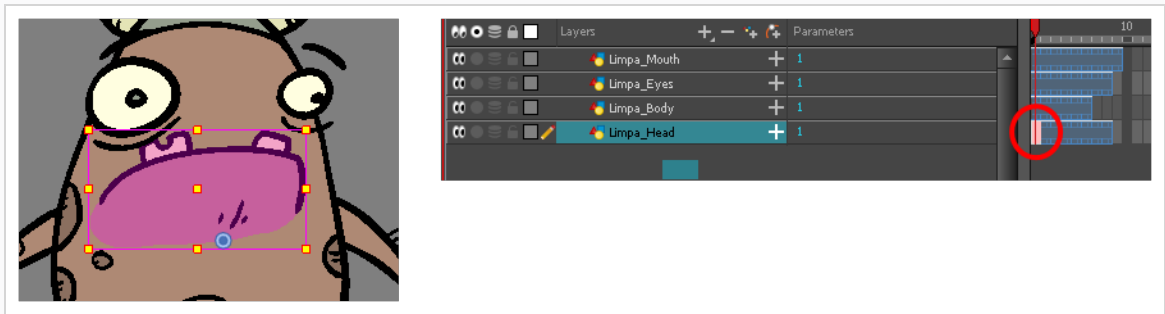 Layers Parameters
10
Limpa_Mouth 1
Limpa_Eyes 1
Limpa_Body 1
Limpa_Head 1